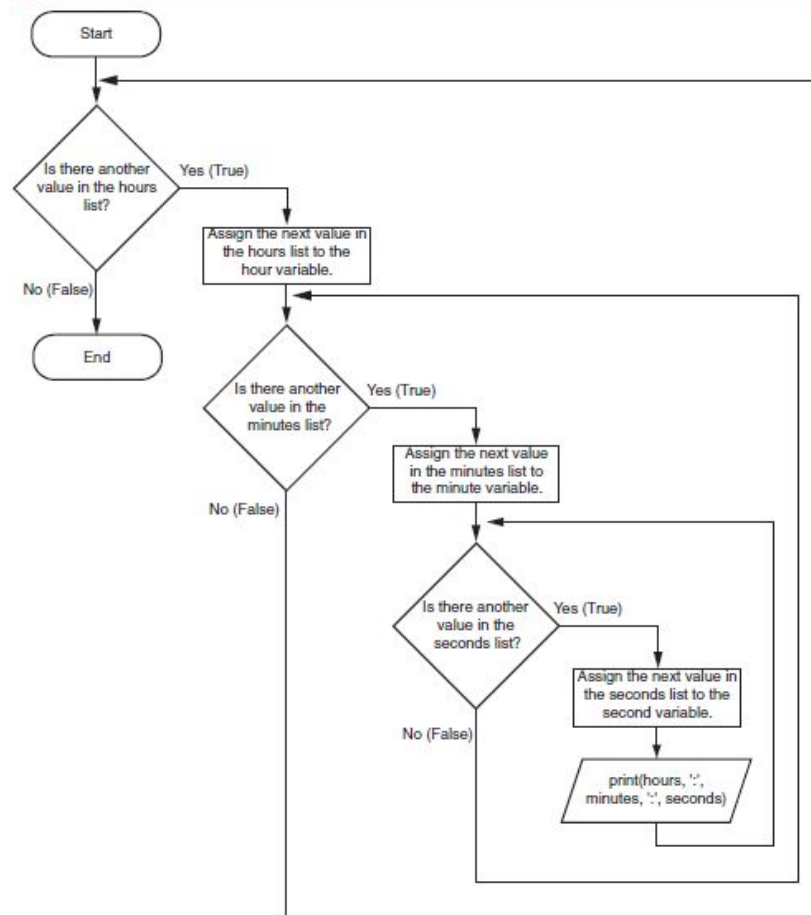 Start
Is there another
value in the hours
list?
Yes (True)
Assign the next value in
the hours list to the
hour variable.
No (False)
End
Is there another
value in the
minutes list?
Yes (True)
Assign the next value
in the minutes list to
the minute variable.
No (False)
Is there another
value in the
seconds list?
Yes (True)
Assign the next value in
the seconds list to the
second variable.
No (False)
print(hours, ':',
minutes, ':', seconds)